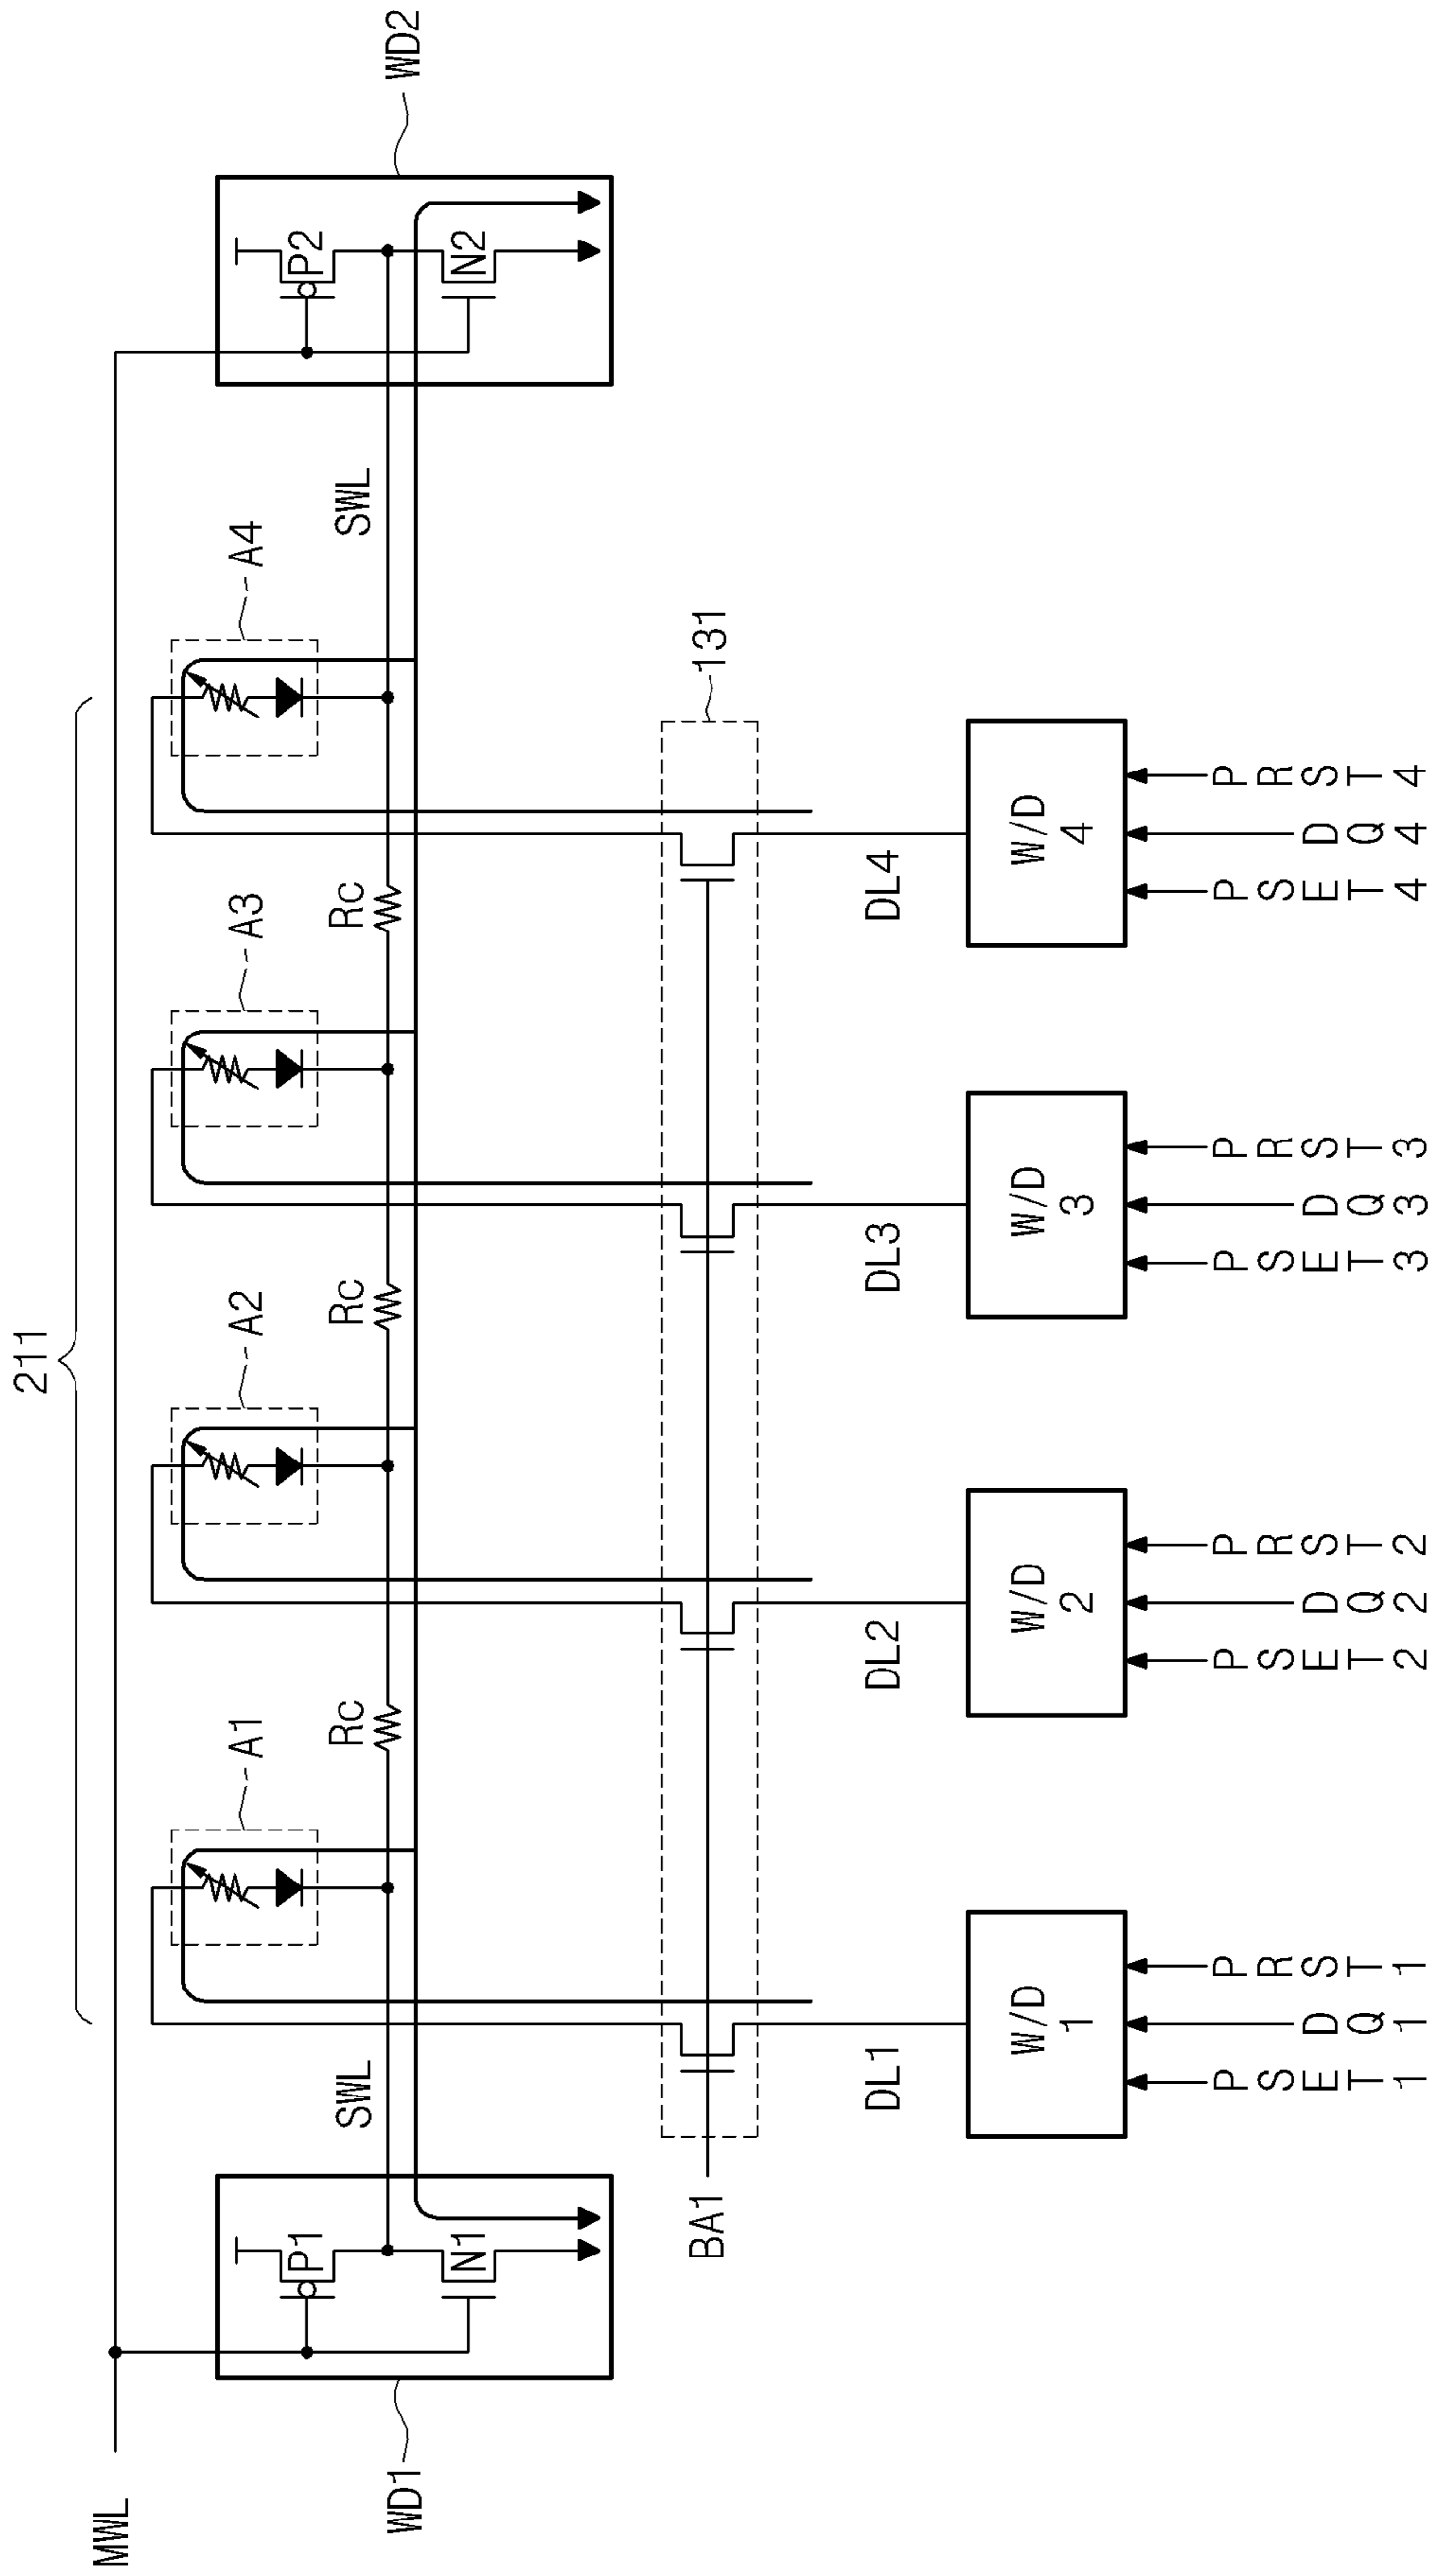 211
MWL
A1
A2
A3
A4
P1
P2
SWL
Rc
Rc
Rc
SWL
WD1
WD2
N1
N2
BA1
131
DL1
DL2
DL3
DL4
W/D
1
W/D
2
W/D
3
W/D
4
PSET1
DQ1
PRST1
PSET2
DQ2
PRST2
PSET3
DQ3
PRST3
PSET4
DQ4
PRST4